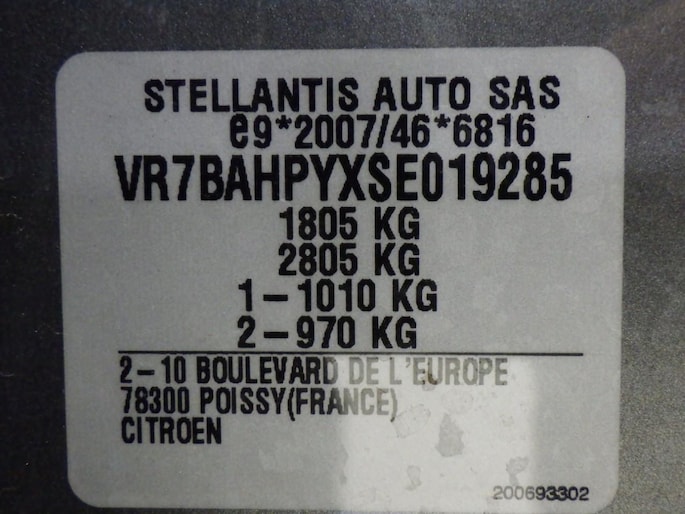 STELLANTIS AUTO SAS
e9*2007/46*6816
VR7BAHPYXSE019285
1805 KG
2805 KG
1 – 1010 KG
2 – 970 KG
2 – 10 BOULEVARD DE L'EUROPE
78300 POISSY(FRANCE)
CITROEN
200693302